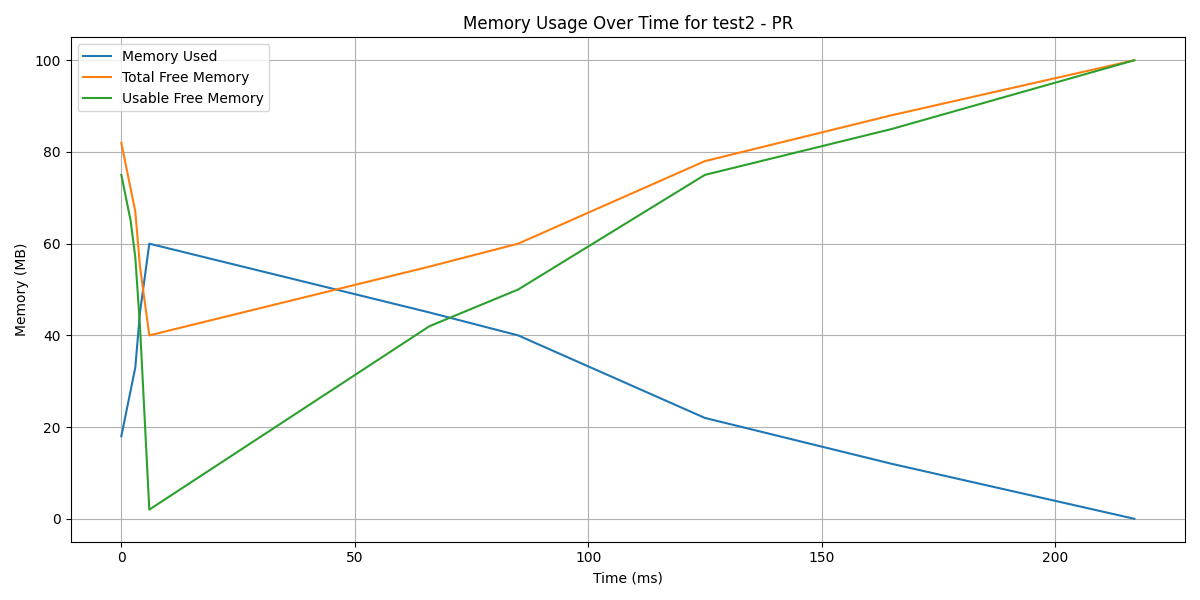 Memory Usage Over Time for test2 - PR
Memory Used
Total Free Memory
Usable Free Memory
Memory (MB)
100
80
60
40
20
0
0 50 100 150 200
Time (ms)